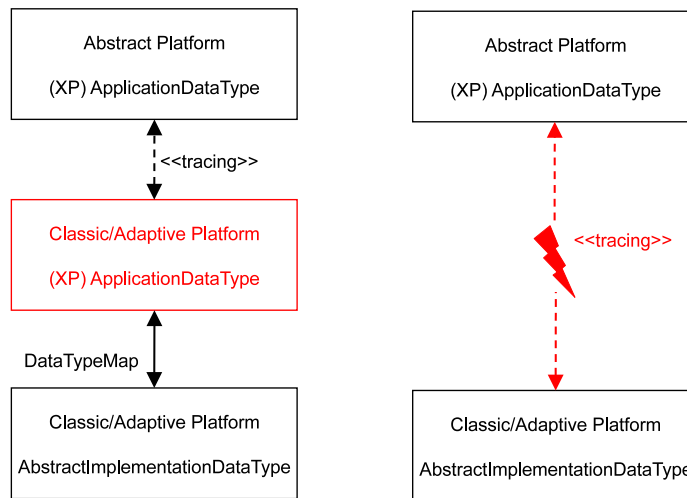 Abstract Platform
(XP) ApplicationDataType
<<tracing>>
Classic/Adaptive Platform
(XP) ApplicationDataType
DataTypeMap
Classic/Adaptive Platform
AbstractImplementationDataType
Abstract Platform
(XP) ApplicationDataType
<<tracing>>
Classic/Adaptive Platform
AbstractImplementationDataType